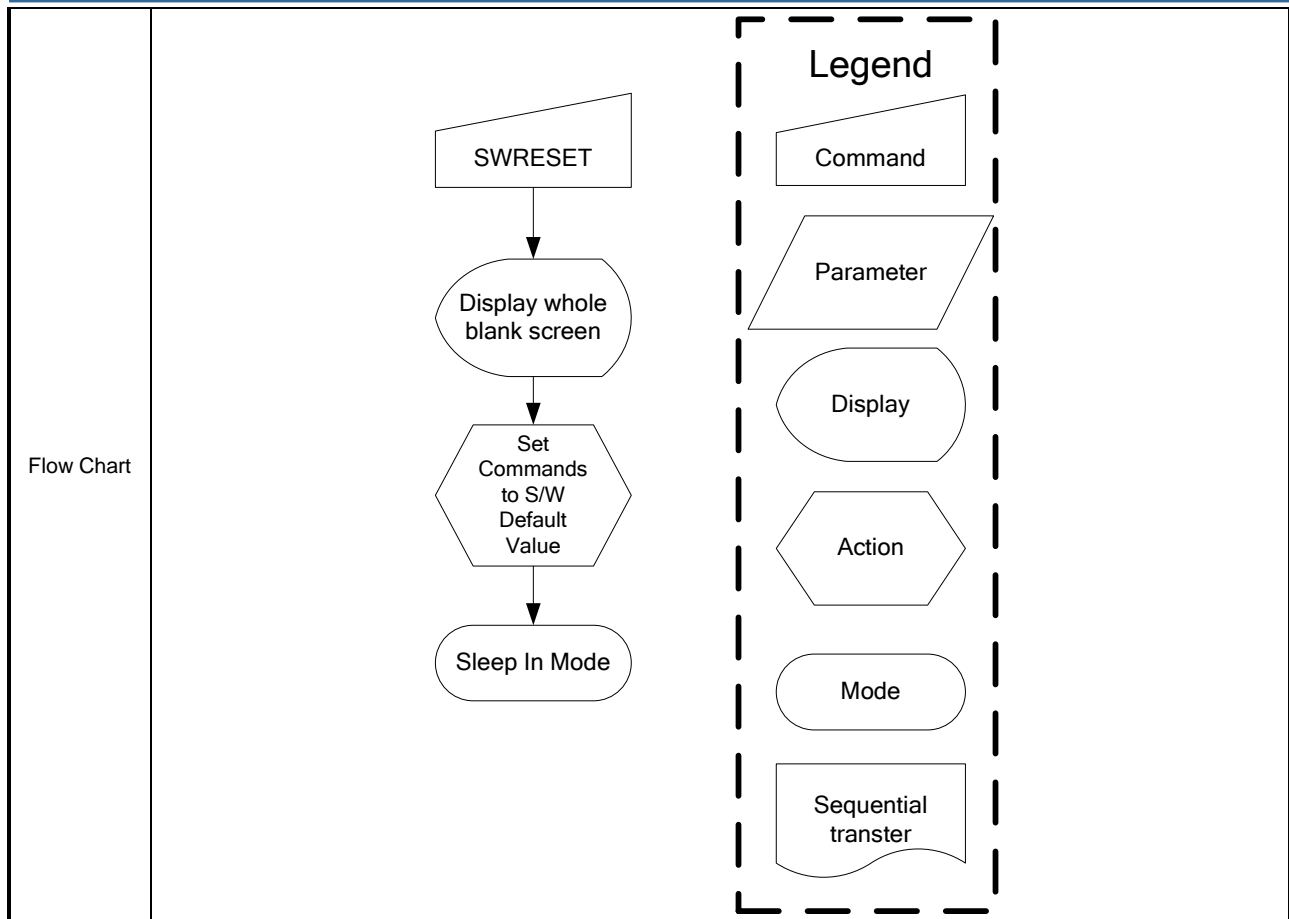 Flow Chart
SWRESET
Display whole
blank screen
Set
Commands
to S/W
Default
Value
Sleep In Mode
Legend
Command
Parameter
Display
Action
Mode
Sequential
transter